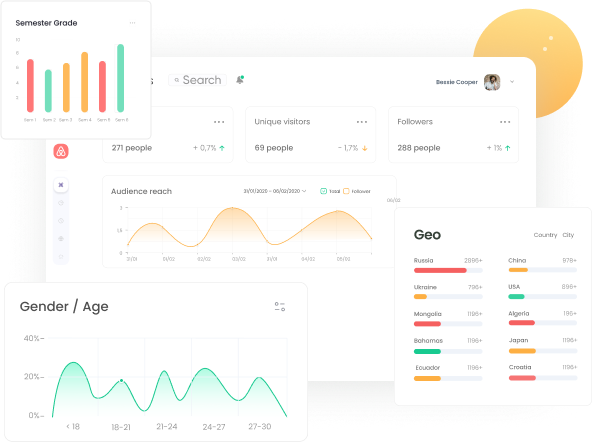 Semester Grade
10
8
6
4
2
Sem 1 Sem 2 Sem 3 Sem 4 Sem 5 Sem 6
s
Search
Bessie Cooper
271 people
+ 0,7%
Unique visitors
69 people
- 1,7%
Followers
288 people
+ 1%
Audience reach
31/01/2020 – 06/02/2020
Total
Follower
3
1,5
0
31/01 01/02 02/02 03/02 31/01 04/02 05/02
06/02
Geo
Country City
Russia 2896+
China 979+
Ukraine 796+
USA 896+
Mongolia 1196+
Algeria 196+
Bahamas 1196+
Japan 1196+
Ecuador 1196+
Croatia 1196+
Gender / Age
40%–
20%–
0%–
< 18 18-21 21-24 24-27 27-30